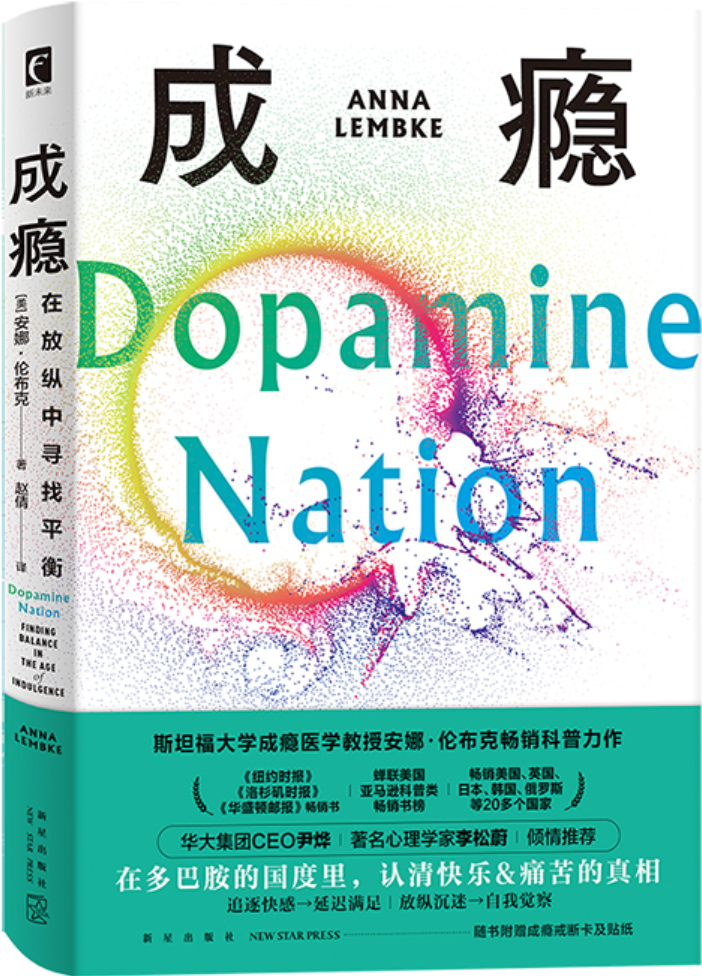 新未来
成瘾
在放纵中寻找平衡
[美]安娜·伦布克——著 赵倩——译
Dopamine
Nation
FINDING
BALANCE
IN
THE AGE
of
INDULGENCE
ANNA
LEMBKE
新星出版社
NEW STAR PRESS
成瘾
ANNA
LEMBKE
Dopamine
Nation
斯坦福大学成瘾医学教授安娜·伦布克畅销科普力作
《纽约时报》
《洛杉矶时报》
《华盛顿邮报》畅销书
蝉联美国
亚马逊科普类
畅销书榜
畅销美国、英国、
日本、韩国、俄罗斯
等20多个国家
华大集团CEO尹烨|著名心理学家李松蔚|倾情推荐
在多巴胺的国度里，认清快乐&痛苦的真相
追逐快感→延迟满足|放纵沉迷→自我觉察
新星出版社 NEW STAR PRESS
随书附赠成瘾戒断卡及贴纸